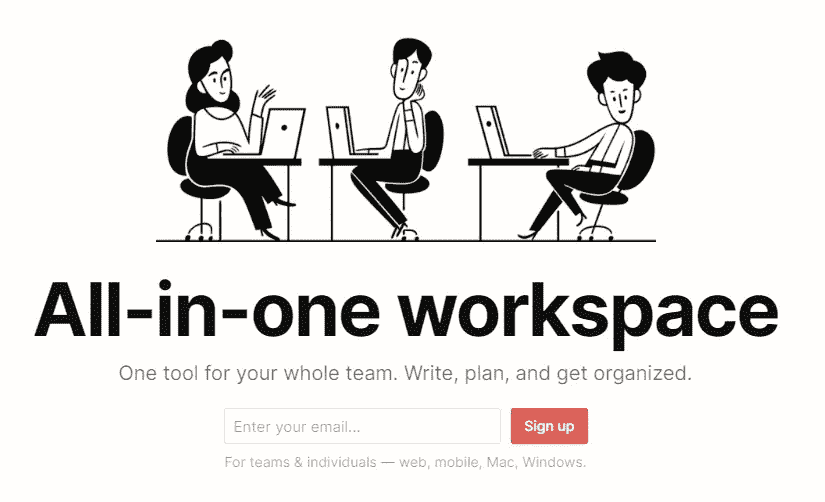 All-in-one workspace
One tool for your whole team. Write, plan, and get organized.
Enter your email...
Sign up
For teams & individuals — web, mobile, Mac, Windows.